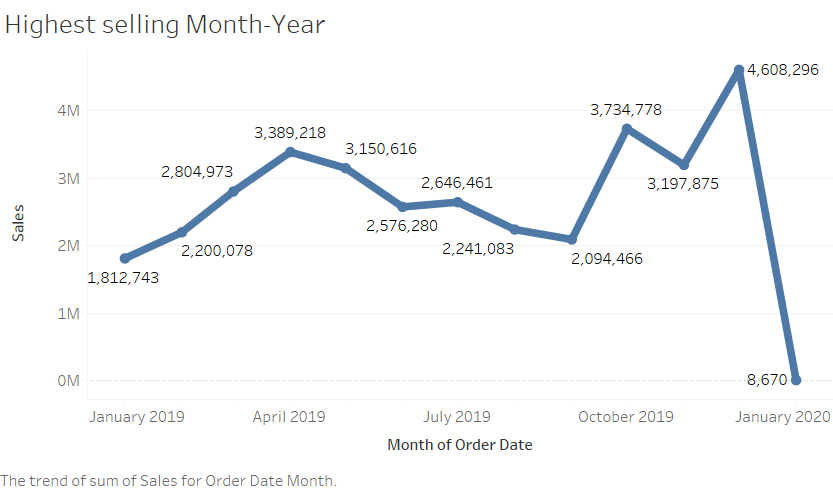 Highest selling Month-Year
4,608,296
4M
3,734,778
3,389,218
3,150,616
2,804,973
3M
2,646,461
3,197,875
2,576,280
Sales
2M
2,200,078
2,241,083
2,094,466
1,812,743
1M
0M
8,670
January 2019
April 2019
July 2019
October 2019
January 2020
Month of Order Date
The trend of sum of Sales for Order Date Month.